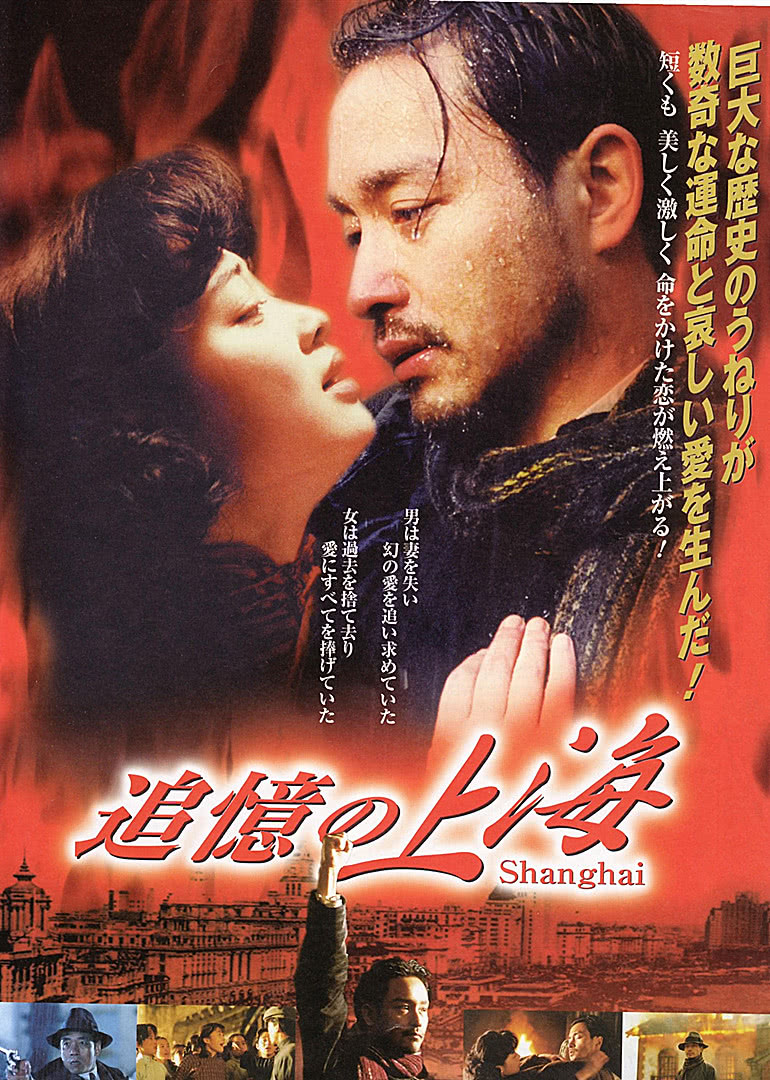 巨大な歴史のうねりが
数奇な運命と哀しい愛を生んだ！
短くも 美しく激しく 命をかけた恋が燃え上がる！
男は妻を失い
幻の愛を追い求めていた
女は過去を捨て去り
愛にすべてを捧げていた
追憶の上海
Shanghai